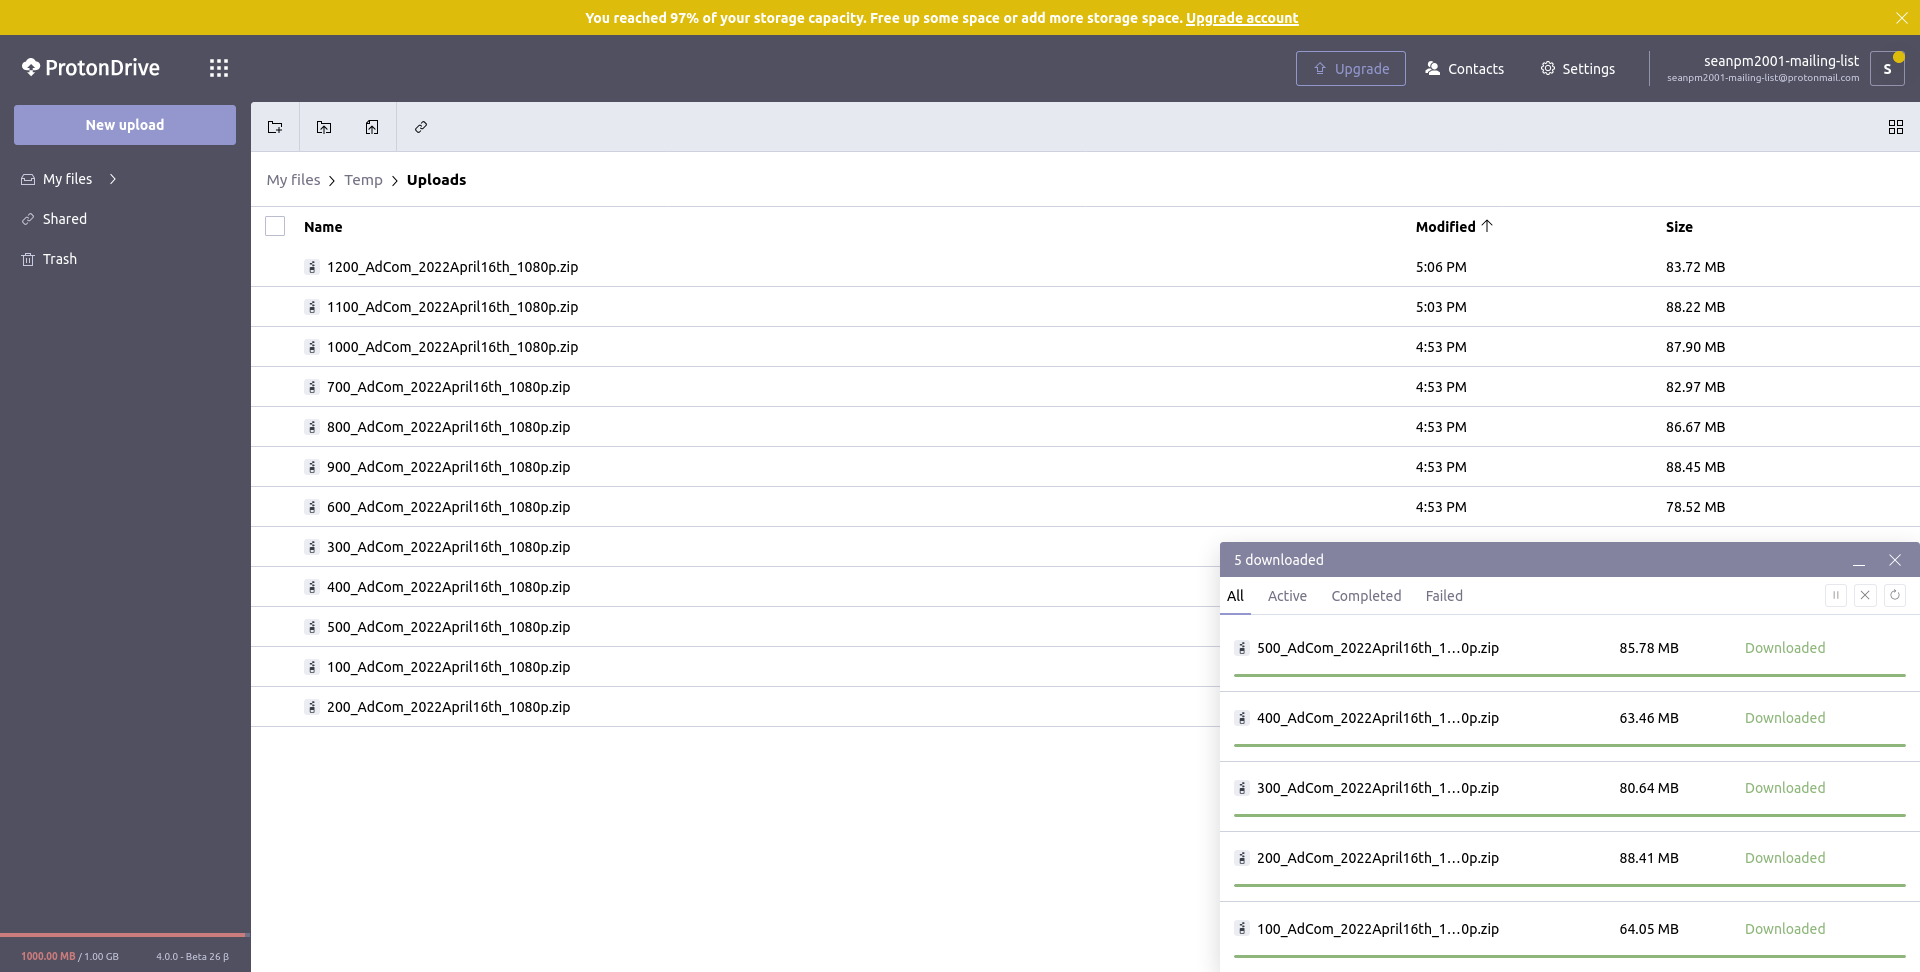 You reached 97% of your storage capacity. Free up some space or add more storage space. Upgrade account
ProtonDrive
Upgrade
Contacts
Settings
seanpm2001-mailing-list
seanpm2001-mailing-list@protonmail.com
S
New upload
My files
Shared
Trash
My files > Temp > Uploads
Name Modified Size
1200_AdCom_2022April16th_1080p.zip 5:06 PM 83.72 MB
1100_AdCom_2022April16th_1080p.zip 5:03 PM 88.22 MB
1000_AdCom_2022April16th_1080p.zip 4:53 PM 87.90 MB
700_AdCom_2022April16th_1080p.zip 4:53 PM 82.97 MB
800_AdCom_2022April16th_1080p.zip 4:53 PM 86.67 MB
900_AdCom_2022April16th_1080p.zip 4:53 PM 88.45 MB
600_AdCom_2022April16th_1080p.zip 4:53 PM 78.52 MB
300_AdCom_2022April16th_1080p.zip
400_AdCom_2022April16th_1080p.zip
500_AdCom_2022April16th_1080p.zip
100_AdCom_2022April16th_1080p.zip
200_AdCom_2022April16th_1080p.zip
5 downloaded
All Active Completed Failed
500_AdCom_2022April16th_1...0p.zip 85.78 MB Downloaded
400_AdCom_2022April16th_1...0p.zip 63.46 MB Downloaded
300_AdCom_2022April16th_1...0p.zip 80.64 MB Downloaded
200_AdCom_2022April16th_1...0p.zip 88.41 MB Downloaded
100_AdCom_2022April16th_1...0p.zip 64.05 MB Downloaded
1000.00 MB / 1.00 GB 4.0.0 - Beta 26 β